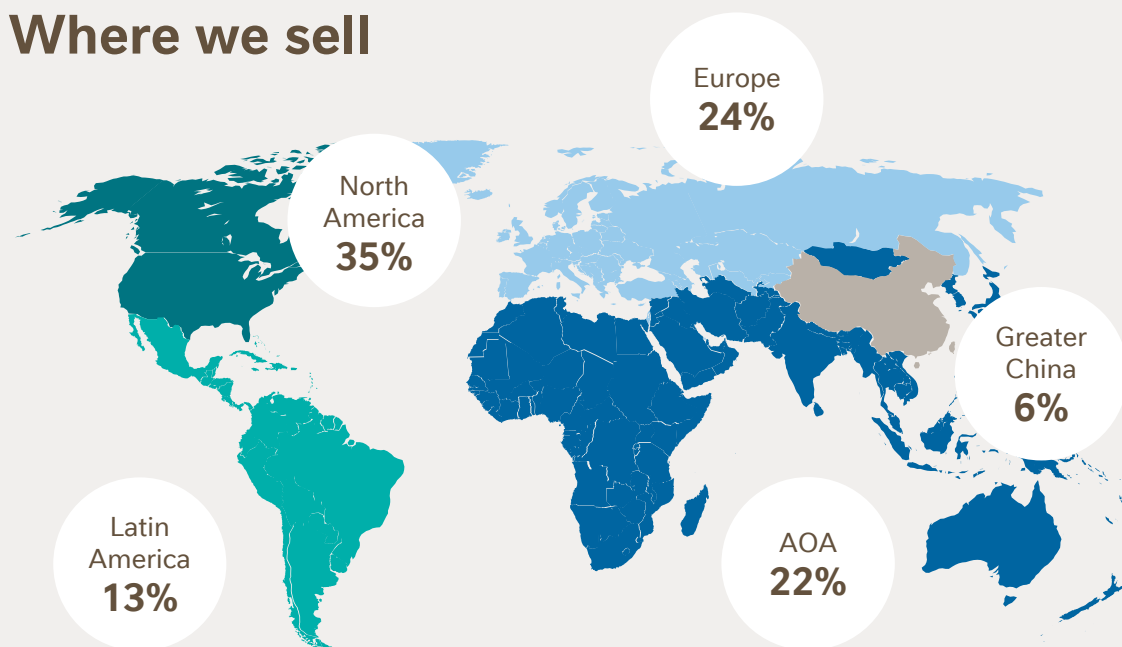 Where we sell
Europe
24%
North
America
35%
Greater
China
6%
Latin
America
13%
AOA
22%